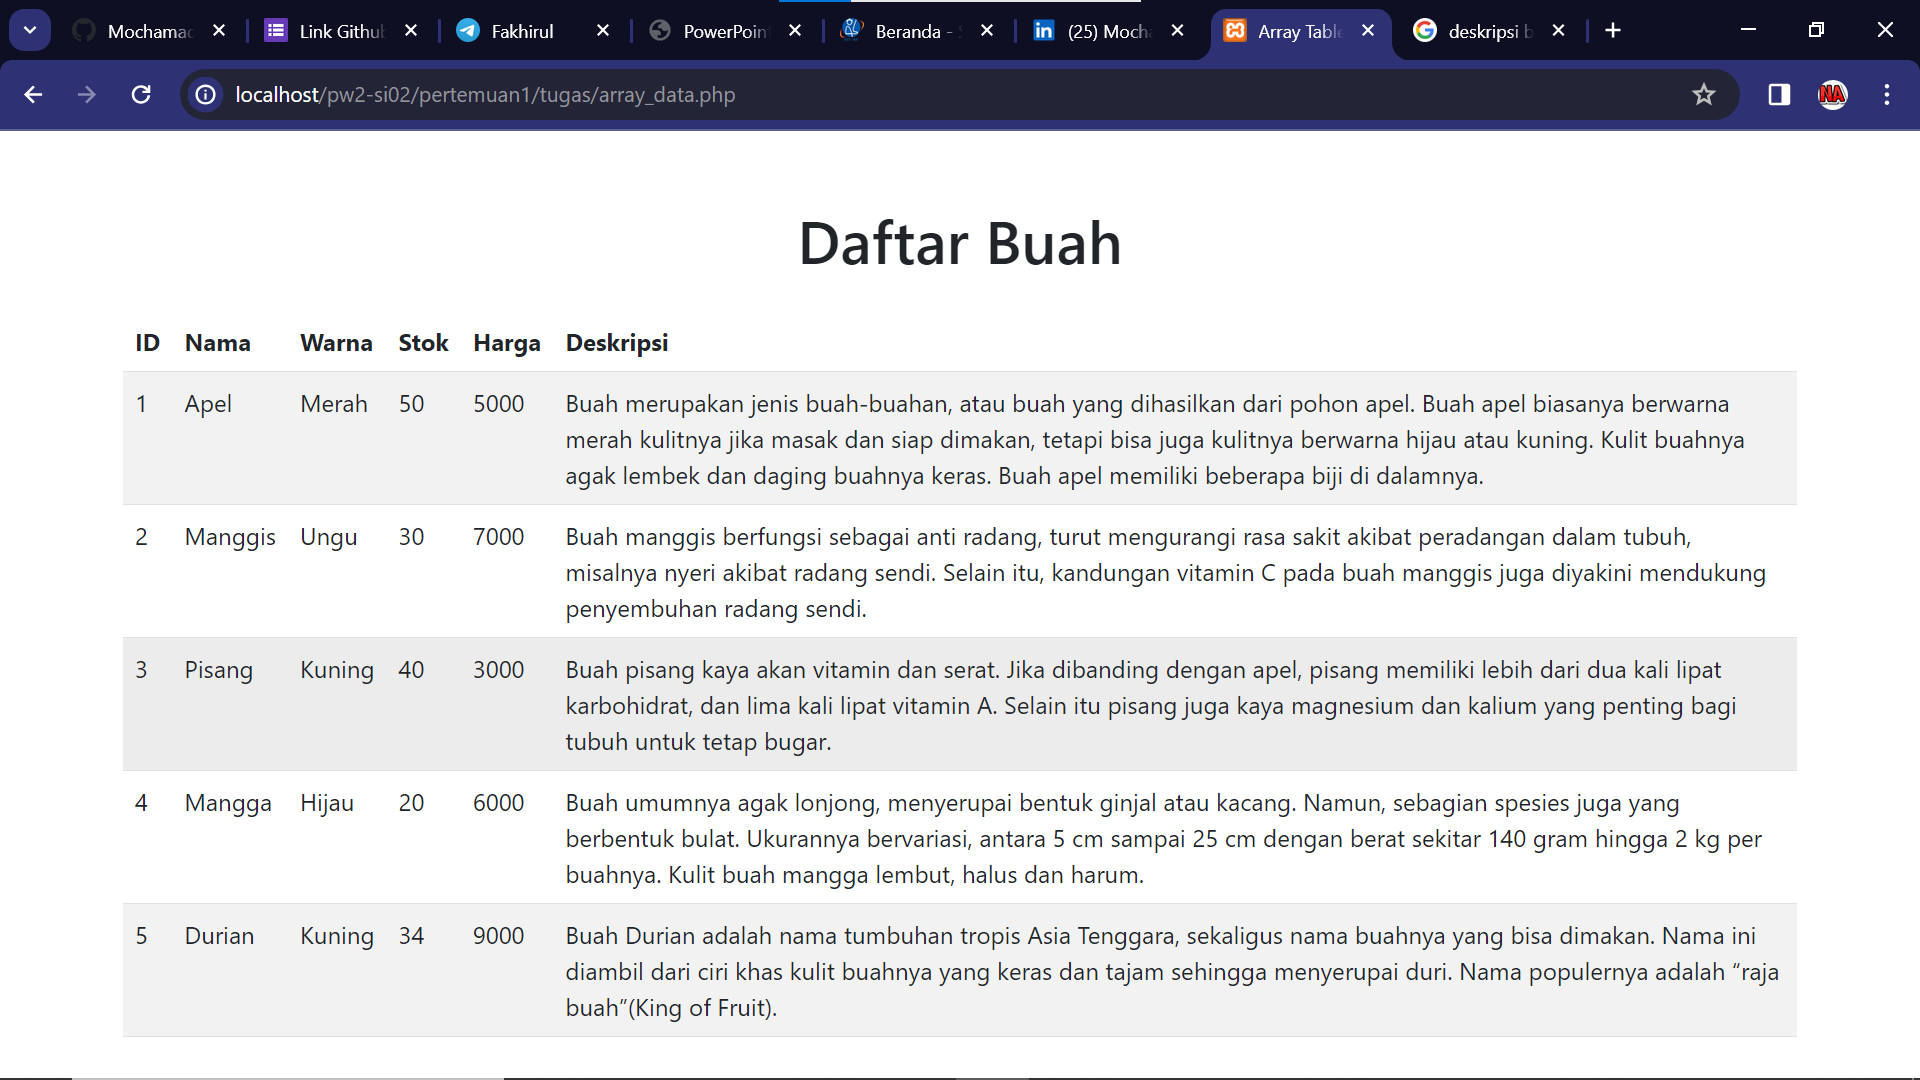 Mochamad
Link Github
Fakhirul
PowerPoint
Beranda - S
(25) Mocha
Array Table
deskripsi b
localhost/pw2-si02/pertemuan1/tugas/array_data.php
NA
Daftar Buah
ID Nama Warna Stok Harga Deskripsi
1 Apel Merah 50 5000 Buah merupakan jenis buah-buahan, atau buah yang dihasilkan dari pohon apel. Buah apel biasanya berwarna
merah kulitnya jika masak dan siap dimakan, tetapi bisa juga kulitnya berwarna hijau atau kuning. Kulit buahnya
agak lembek dan daging buahnya keras. Buah apel memiliki beberapa biji di dalamnya.
2 Manggis Ungu 30 7000 Buah manggis berfungsi sebagai anti radang, turut mengurangi rasa sakit akibat peradangan dalam tubuh,
misalnya nyeri akibat radang sendi. Selain itu, kandungan vitamin C pada buah manggis juga diyakini mendukung
penyembuhan radang sendi.
3 Pisang Kuning 40 3000 Buah pisang kaya akan vitamin dan serat. Jika dibanding dengan apel, pisang memiliki lebih dari dua kali lipat
karbohidrat, dan lima kali lipat vitamin A. Selain itu pisang juga kaya magnesium dan kalium yang penting bagi
tubuh untuk tetap bugar.
4 Mangga Hijau 20 6000 Buah umumnya agak lonjong, menyerupai bentuk ginjal atau kacang. Namun, sebagian spesies juga yang
berbentuk bulat. Ukurannya bervariasi, antara 5 cm sampai 25 cm dengan berat sekitar 140 gram hingga 2 kg per
buahnya. Kulit buah mangga lembut, halus dan harum.
5 Durian Kuning 34 9000 Buah Durian adalah nama tumbuhan tropis Asia Tenggara, sekaligus nama buahnya yang bisa dimakan. Nama ini
diambil dari ciri khas kulit buahnya yang keras dan tajam sehingga menyerupai duri. Nama populernya adalah “raja
buah”(King of Fruit).